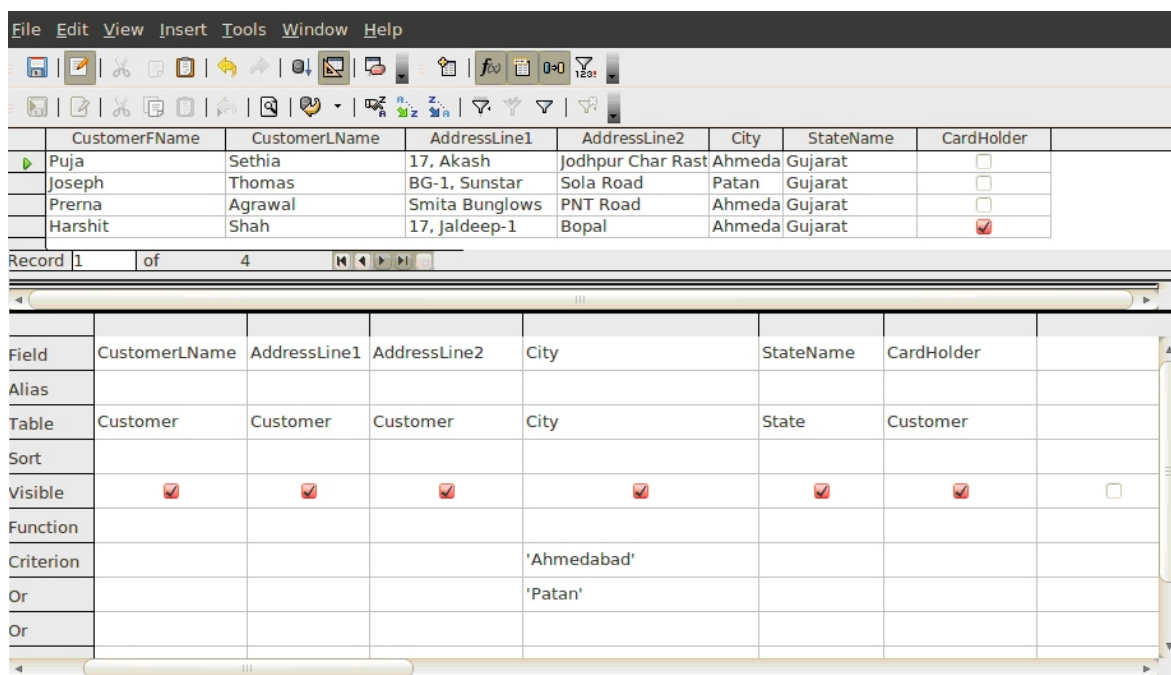 File Edit View Insert Tools Window Help
CustomerFName CustomerLName AddressLine1 AddressLine2 City StateName CardHolder
Puja Sethia 17, Akash Jodhpur Char Rast Ahmeda Gujarat
Joseph Thomas BG-1, Sunstar Sola Road Patan Gujarat
Prerna Agrawal Smita Bunglows PNT Road Ahmeda Gujarat
Harshit Shah 17, Jaldeep-1 Bopal Ahmeda Gujarat
Record 1 of 4
Field CustomerLName AddressLine1 AddressLine2 City StateName CardHolder
Alias
Table Customer Customer Customer City State Customer
Sort
Visible
Function
Criterion 'Ahmedabad'
Or 'Patan'
Or